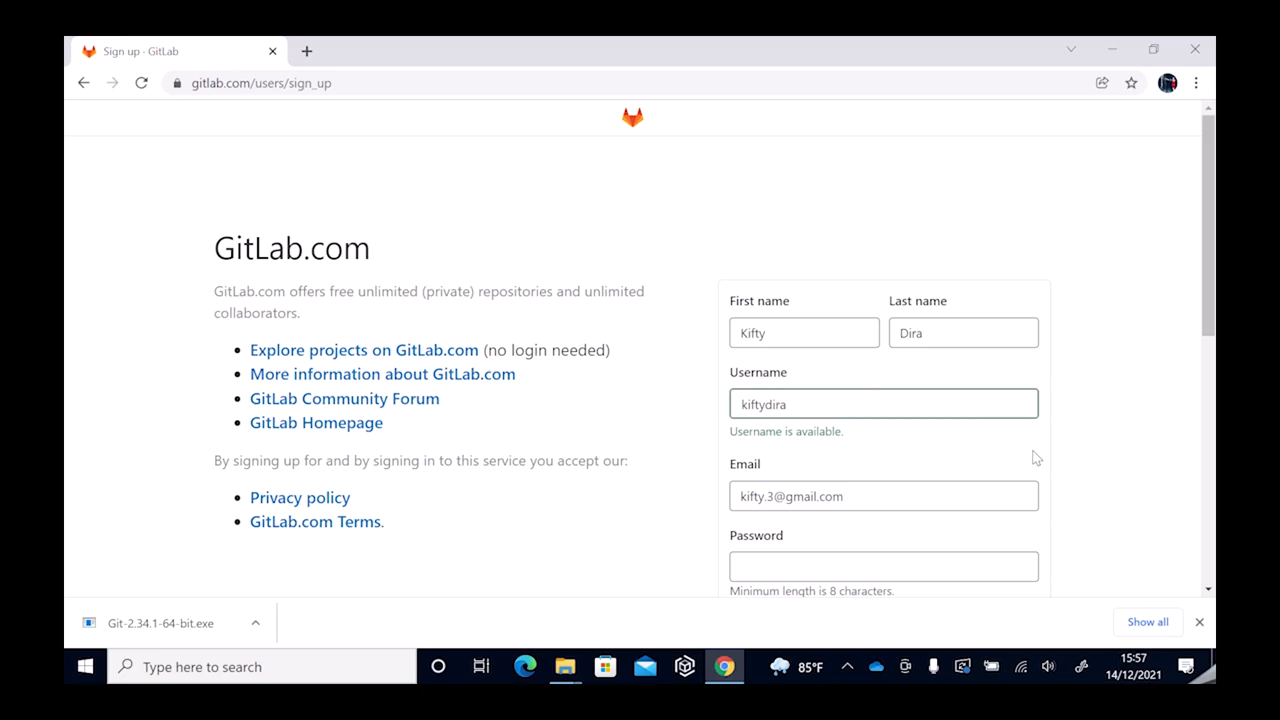 Sign up · GitLab
gitlab.com/users/sign_up
GitLab.com
GitLab.com offers free unlimited (private) repositories and unlimited
collaborators.
Explore projects on GitLab.com (no login needed)
More information about GitLab.com
GitLab Community Forum
GitLab Homepage
By signing up for and by signing in to this service you accept our:
Privacy policy
GitLab.com Terms.
First name Last name
Kifty Dira
Username
kiftydira
Username is available.
Email
kifty.3@gmail.com
Password
Minimum length is 8 characters.
Git-2.34.1-64-bit.exe
Show all
Type here to search
85°F
15:57
14/12/2021